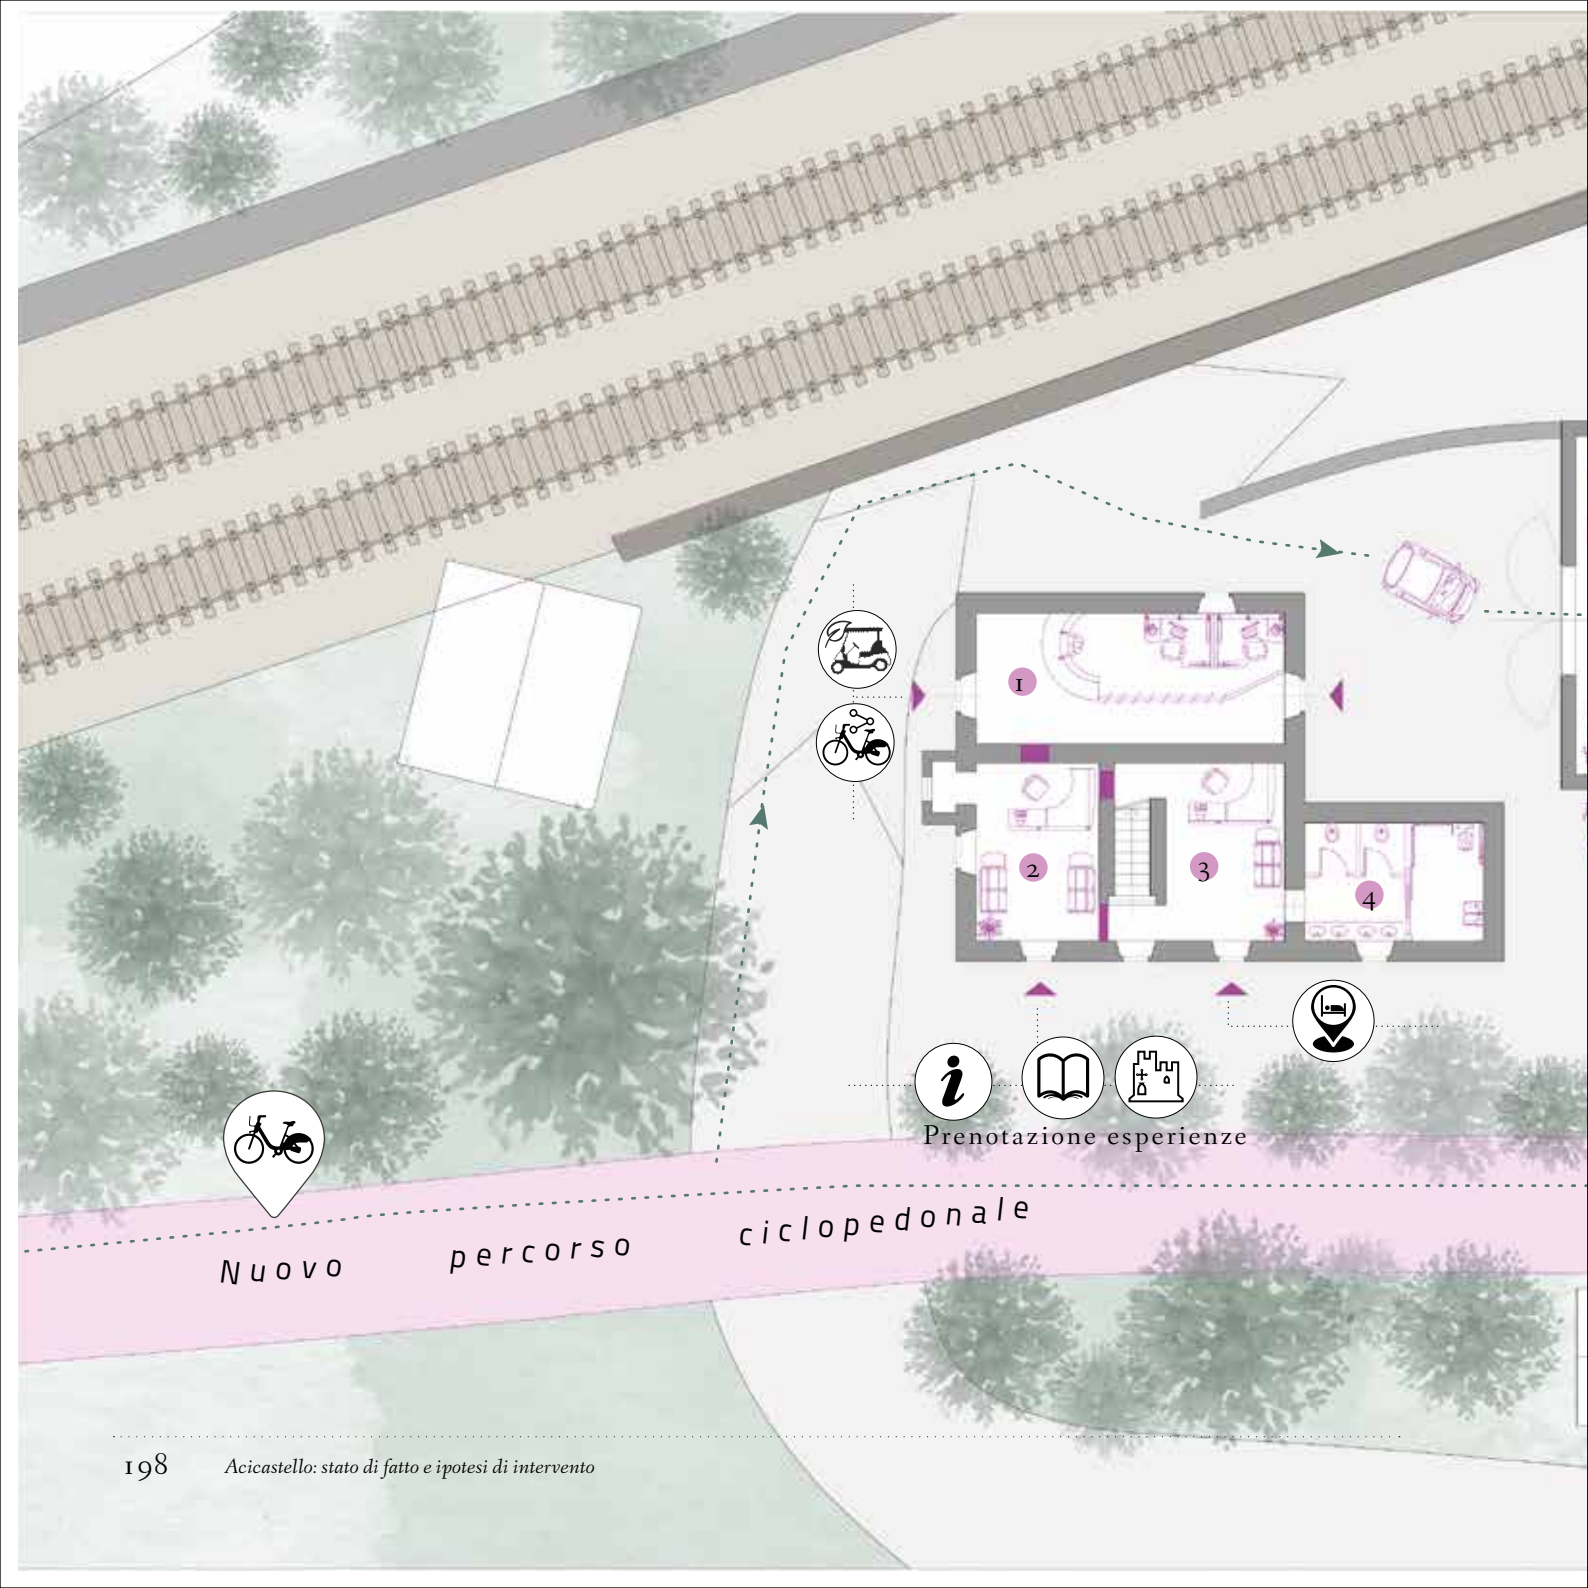 1
2
3
4
i
Prenotazione esperienze
Nuovo percorso ciclopedonale
198 Acicastello: stato di fatto e ipotesi di intervento